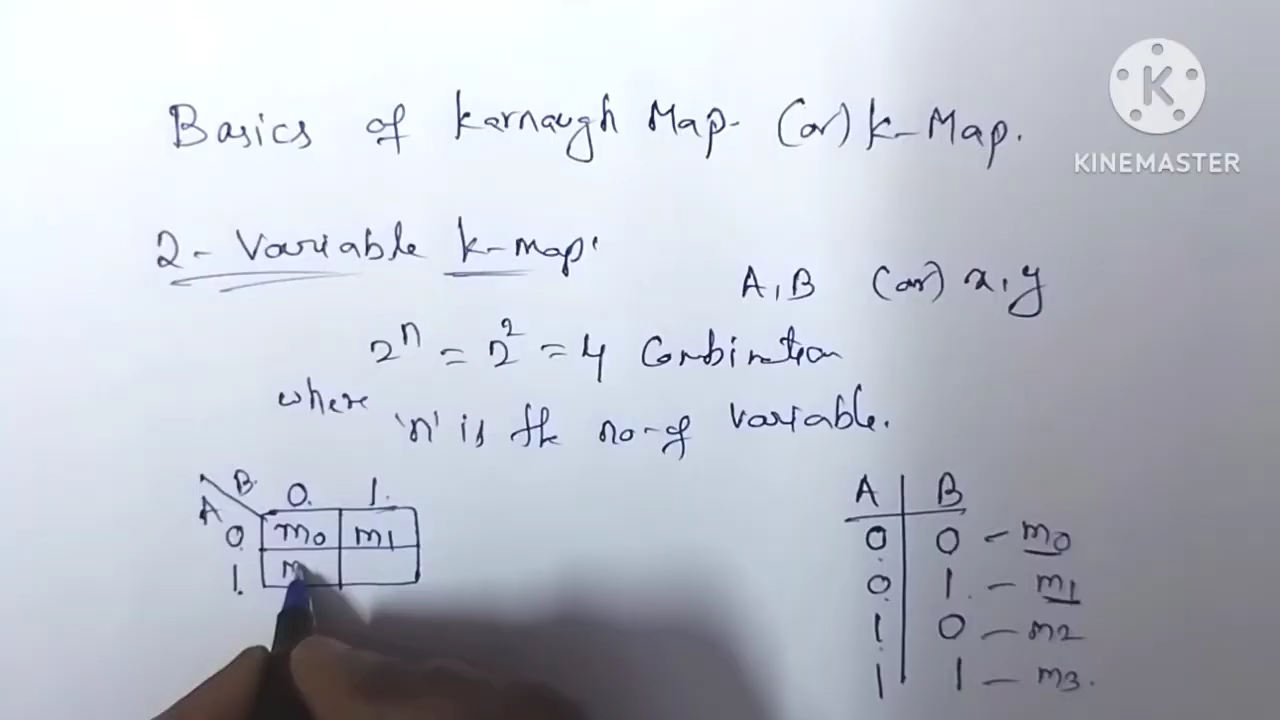 Basics of Karnaugh Map. (or) K-Map.
KINEMASTER
2-Variable K-map:
A, B (or) x, y
2^n = 2^2 = 4 Combination
where 'n' is the no-of variable.
A B 0. 1.
0. m0 m1
1. m
A B
0 0 - m0
0 1 - m1
1 0 - m2
1 1 - m3.